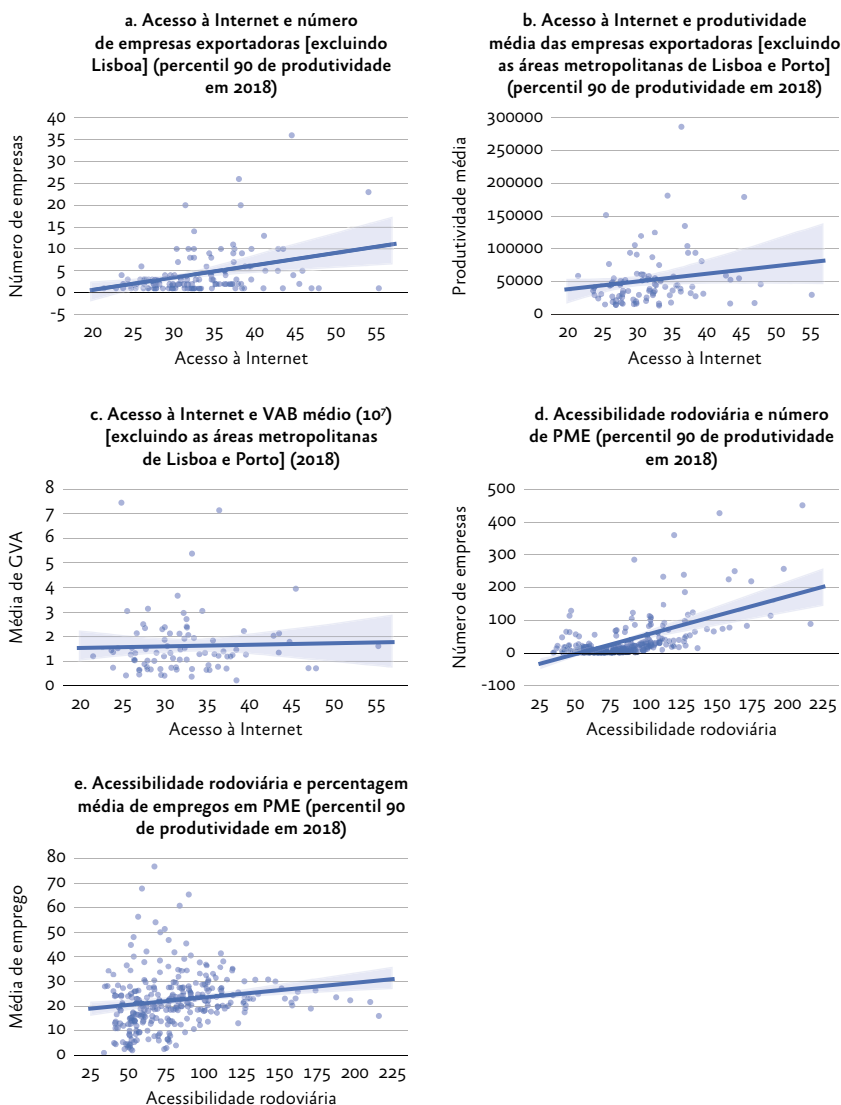 a. Acesso à Internet e número
de empresas exportadoras [excluindo
Lisboa] (percentil 90 de produtividade
em 2018)
40
35
30
25
20
15
10
5
0
-5
Número de empresas
20 25 30 35 40 45 50 55
Acesso à Internet
b. Acesso à Internet e produtividade
média das empresas exportadoras [excluindo
as áreas metropolitanas de Lisboa e Porto]
(percentil 90 de produtividade em 2018)
300000
250000
200000
150000
100000
50000
0
Produtividade média
20 25 30 35 40 45 50 55
Acesso à Internet
c. Acesso à Internet e VAB médio (10⁷)
[excluindo as áreas metropolitanas
de Lisboa e Porto] (2018)
8
7
6
5
4
3
2
1
0
Média de GVA
20 25 30 35 40 45 50 55
Acesso à Internet
d. Acessibilidade rodoviária e número
de PME (percentil 90 de produtividade
em 2018)
500
400
300
200
100
0
-100
Número de empresas
25 50 75 100 125 150 175 200 225
Acessibilidade rodoviária
e. Acessibilidade rodoviária e percentagem
média de empregos em PME (percentil 90
de produtividade em 2018)
80
70
60
50
40
30
20
10
0
Média de emprego
25 50 75 100 125 150 175 200 225
Acessibilidade rodoviária